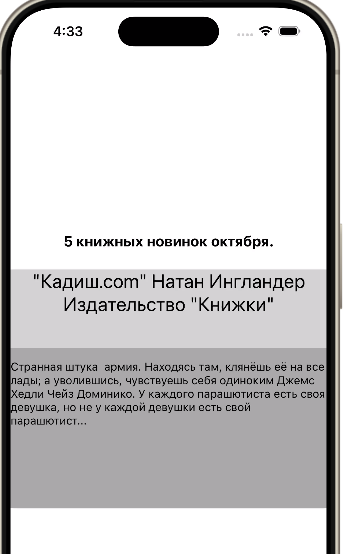 4:33
5 книжных новинок октября.
"Кадиш.com" Натан Ингландер
Издательство "Книжки"
Странная штука  армия. Находясь там, клянёшь её на все
лады; а уволившись, чувствуешь себя одиноким Джемс
Хедли Чейз Доминико. У каждого парашютиста есть своя
девушка, но не у каждой девушки есть свой
парашютист...